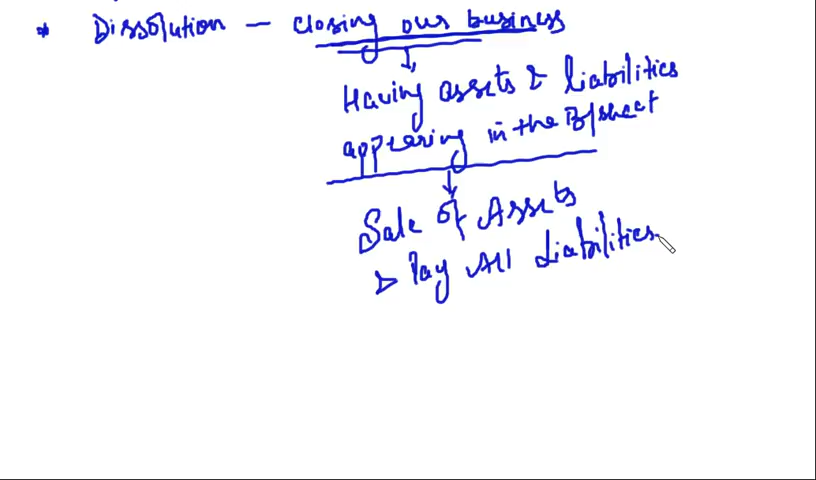 * Dissolution - closing our business
↓
Having assets & liabilities
appearing in the B/sheet
↓
Sale of Assets
▷ Pay All Liabilities.